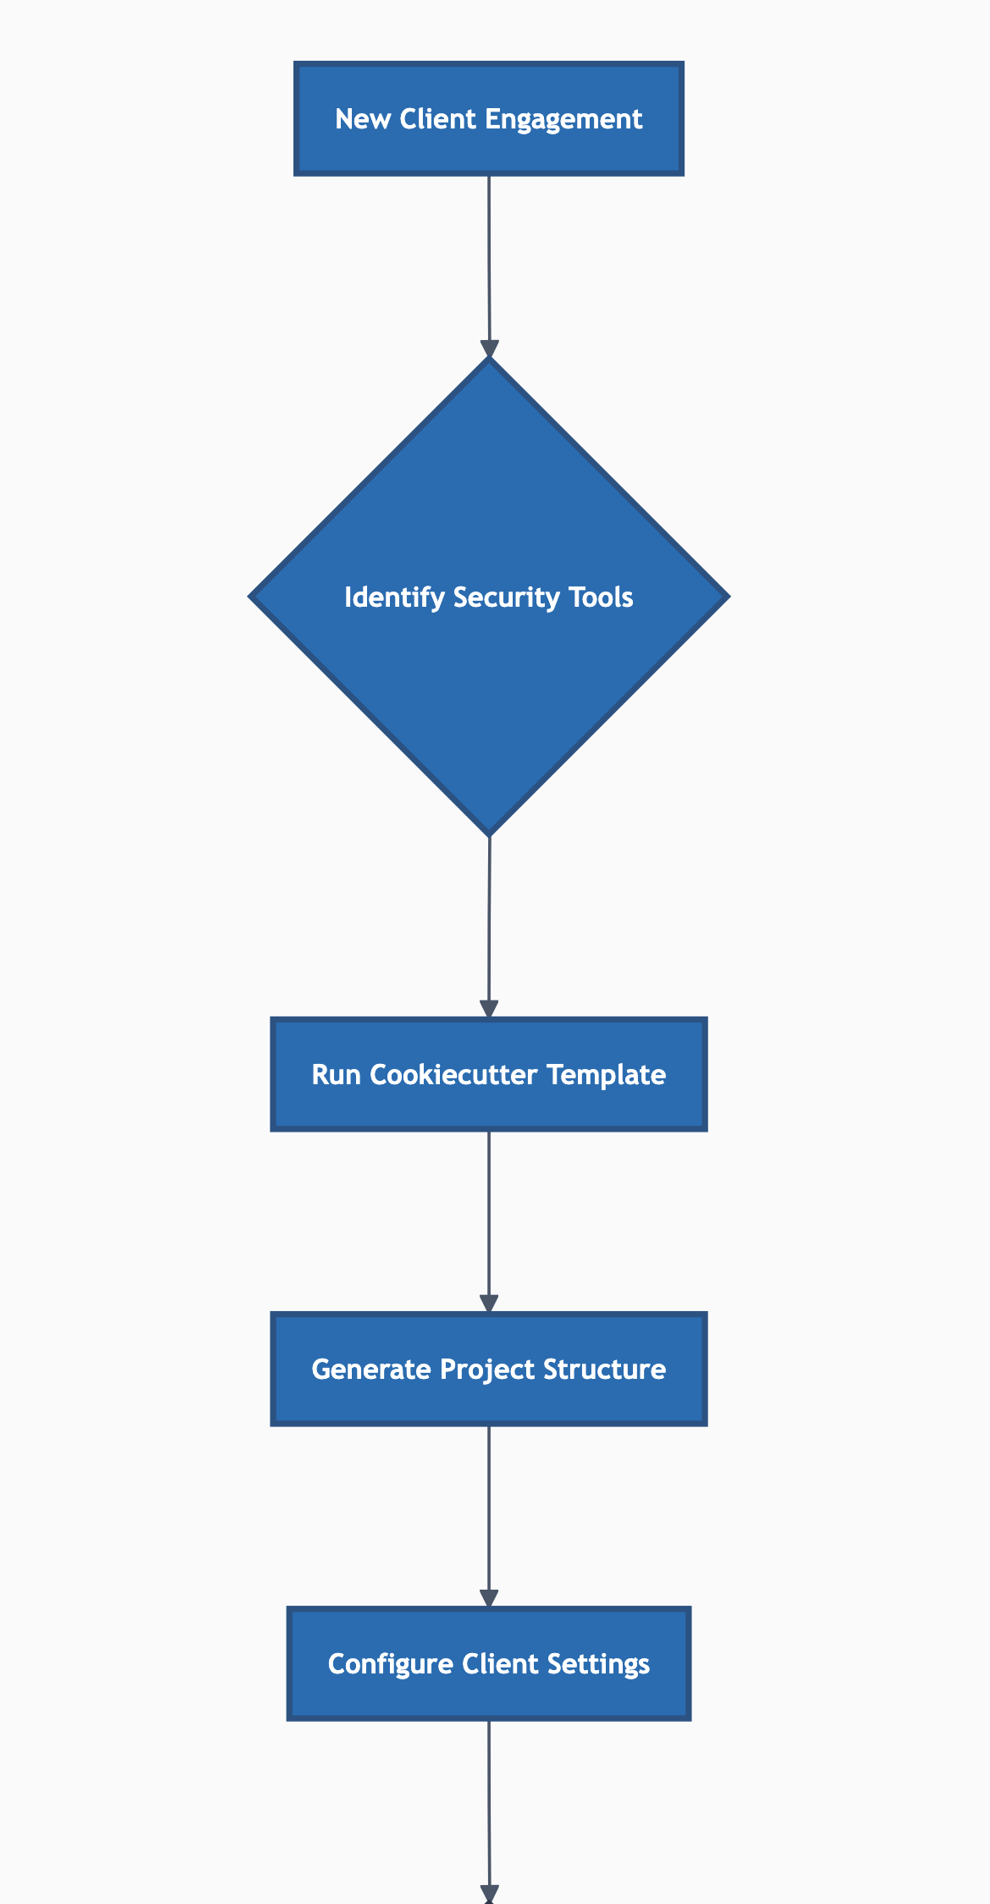 New Client Engagement
Identify Security Tools
Run Cookiecutter Template
Generate Project Structure
Configure Client Settings